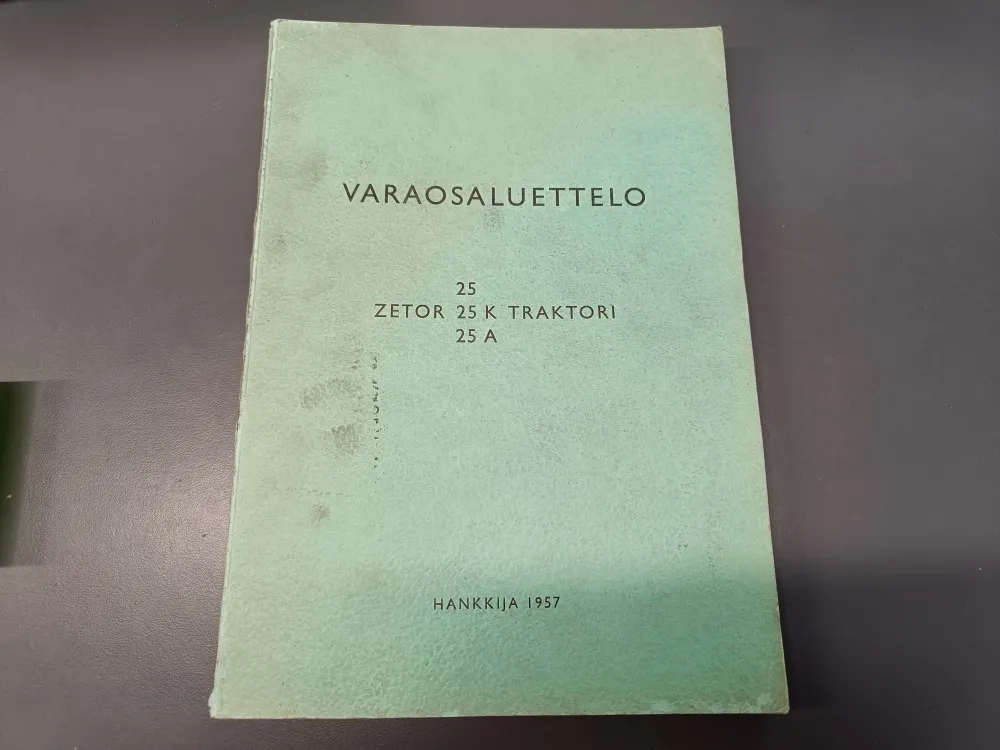 VARAOSALUETTELO
25
ZETOR 25 K TRAKTORI
25 A
HANKKIJA 1957